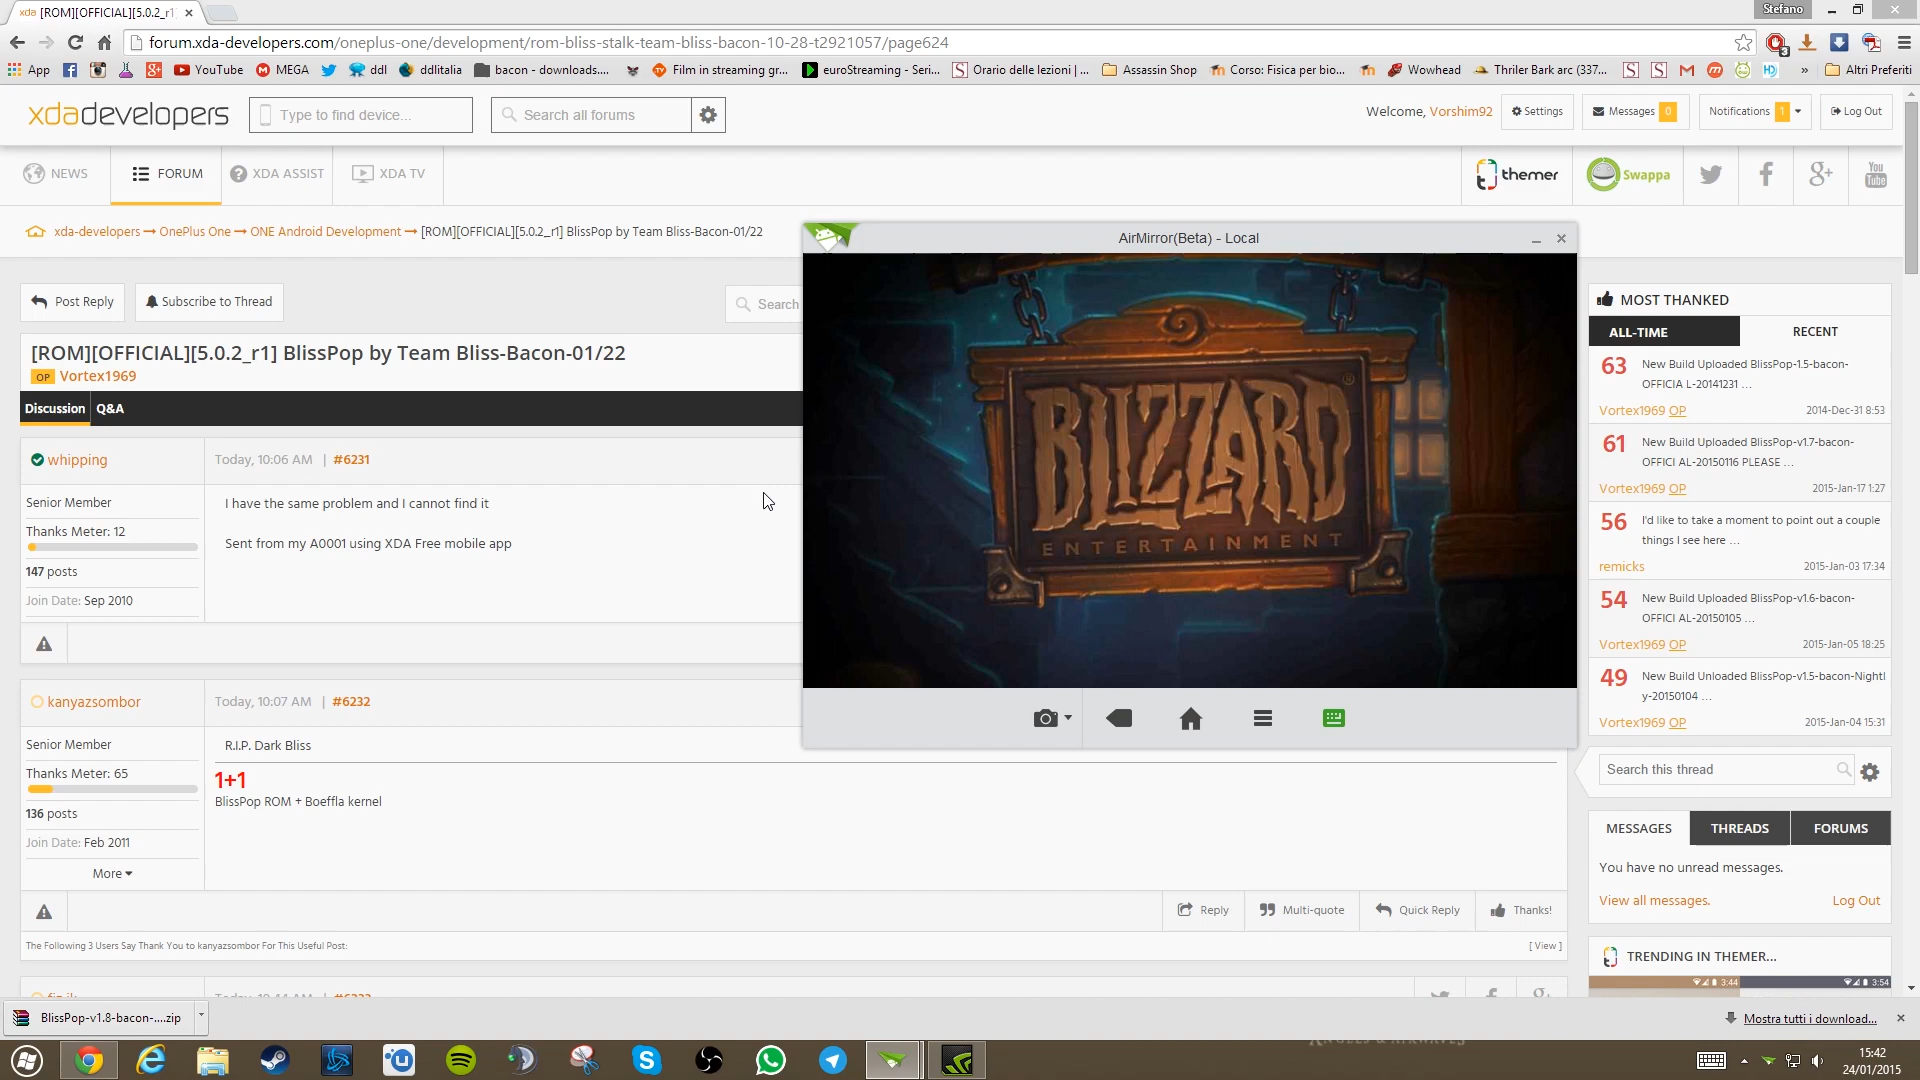 xda [ROM][OFFICIAL][5.0.2_r1]
Stefano
forum.xda-developers.com/oneplus-one/development/rom-bliss-stalk-team-bliss-bacon-10-28-t2921057/page624
App
YouTube
MEGA
ddl
ddlitalia
bacon - downloads....
Film in streaming gr...
euroStreaming - Seri...
Orario delle lezioni | ...
Assassin Shop
Corso: Fisica per bio...
Wowhead
Thriler Bark arc (337...
Altri Preferiti
xdadevelopers
Type to find device...
Search all forums
Welcome, Vorshim92
Settings
Messages 0
Notifications 1
Log Out
NEWS
FORUM
XDA ASSIST
XDA TV
themer
Swappa
You Tube
xda-developers → OnePlus One → ONE Android Development → [ROM][OFFICIAL][5.0.2_r1] BlissPop by Team Bliss-Bacon-01/22
AirMirror(Beta) - Local
BLIZZARD
ENTERTAINMENT
Post Reply
Subscribe to Thread
Search
[ROM][OFFICIAL][5.0.2_r1] BlissPop by Team Bliss-Bacon-01/22
OP Vortex1969
Discussion Q&A
whipping
Today, 10:06 AM | #6231
Senior Member
Thanks Meter: 12
147 posts
Join Date: Sep 2010
I have the same problem and I cannot find it
Sent from my A0001 using XDA Free mobile app
kanyazsombor
Today, 10:07 AM | #6232
Senior Member
Thanks Meter: 65
136 posts
Join Date: Feb 2011
More
R.I.P. Dark Bliss
1+1
BlissPop ROM + Boeffla kernel
Reply
Multi-quote
Quick Reply
Thanks!
The Following 3 Users Say Thank You to kanyazsombor For This Useful Post:
[ View ]
MOST THANKED
ALL-TIME RECENT
63 New Build Uploaded BlissPop-1.5-bacon-
OFFICIA L-20141231 ...
Vortex1969 OP 2014-Dec-31 8:53
61 New Build Uploaded BlissPop-v1.7-bacon-
OFFICI AL-20150116 PLEASE ...
Vortex1969 OP 2015-Jan-17 1:27
56 I'd like to take a moment to point out a couple
things I see here ...
remicks 2015-Jan-03 17:34
54 New Build Uploaded BlissPop-v1.6-bacon-
OFFICI AL-20150105 ...
Vortex1969 OP 2015-Jan-05 18:25
49 New Build Unloaded BlissPop-v1.5-bacon-Nightl
y-20150104 ...
Vortex1969 OP 2015-Jan-04 15:31
Search this thread
MESSAGES THREADS FORUMS
You have no unread messages.
View all messages. Log Out
TRENDING IN THEMER...
3:44
3:54
BlissPop-v1.8-bacon-....zip
Mostra tutti i download...
15:42
24/01/2015